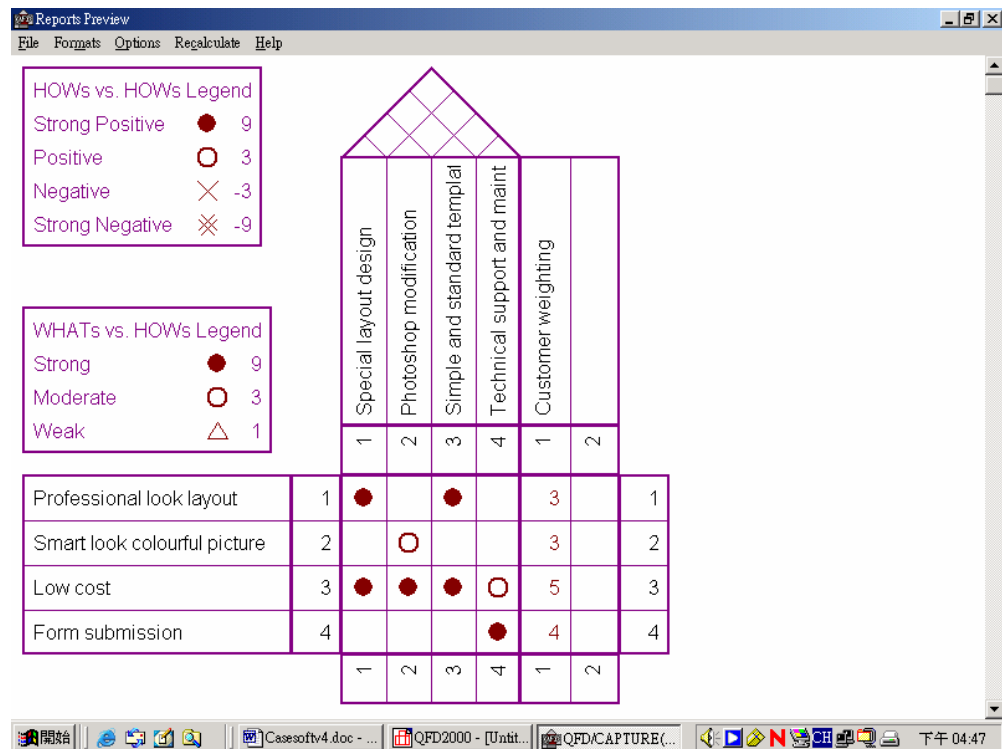 Reports Preview
File Formats Options Recalculate Help
HOWs vs. HOWs Legend
Strong Positive 9
Positive 3
Negative -3
Strong Negative -9
WHATs vs. HOWs Legend
Strong 9
Moderate 3
Weak 1
Special layout design
Photoshop modification
Simple and standard templat
Technical support and maint
Customer weighting
1 2 3 4 1 2
Professional look layout 1 3 1
Smart look colourful picture 2 3 2
Low cost 3 5 3
Form submission 4 4 4
1 2 3 4 1 2
開始 Casesoftv4.doc - ... QFD2000 - [Untit... QFD/CAPTURE(... CH 下午 04:47